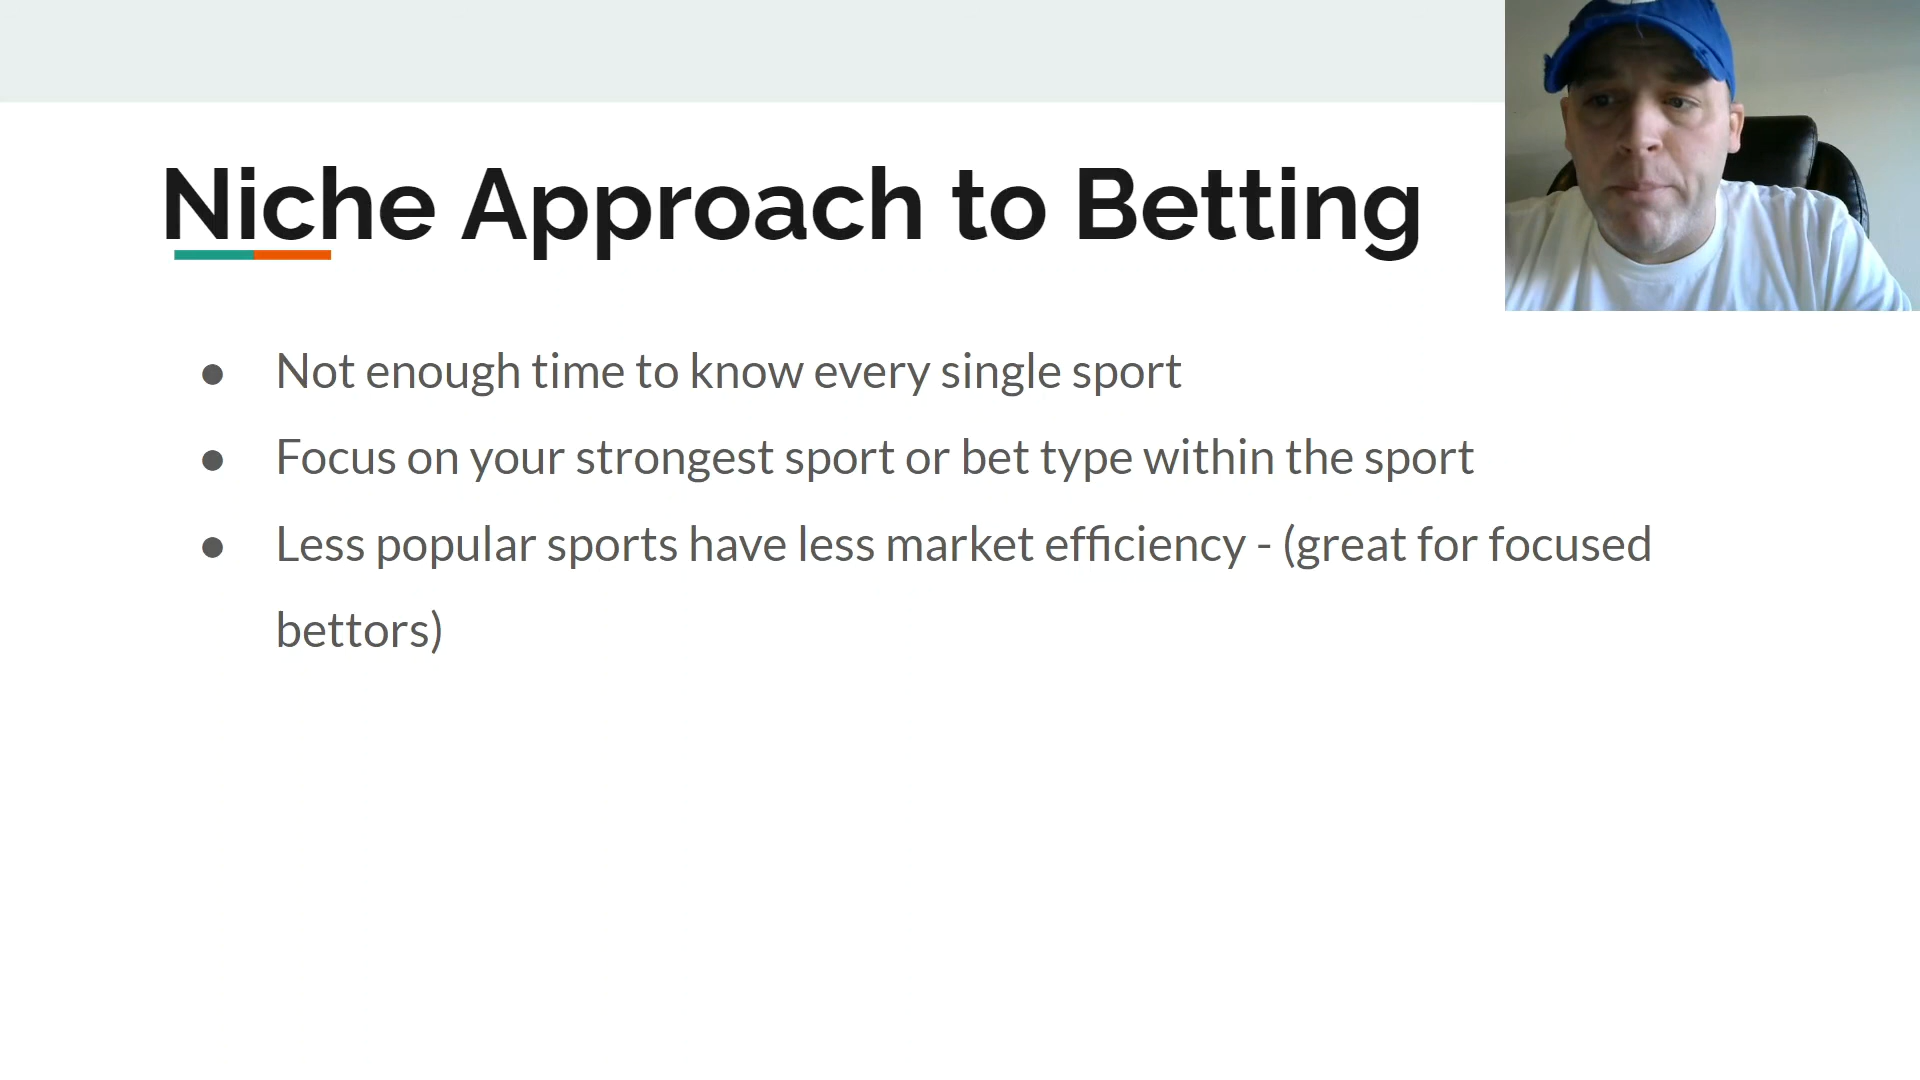 Niche Approach to Betting
● Not enough time to know every single sport
● Focus on your strongest sport or bet type within the sport
● Less popular sports have less market efficiency - (great for focused
bettors)